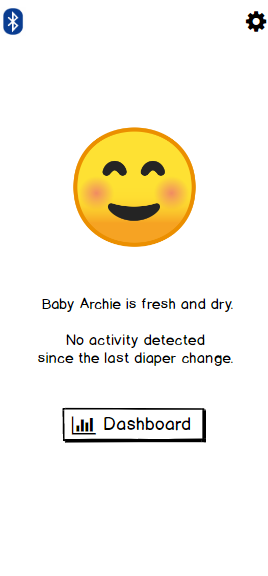 Baby Archie is fresh and dry.
No activity detected
since the last diaper change.
Dashboard